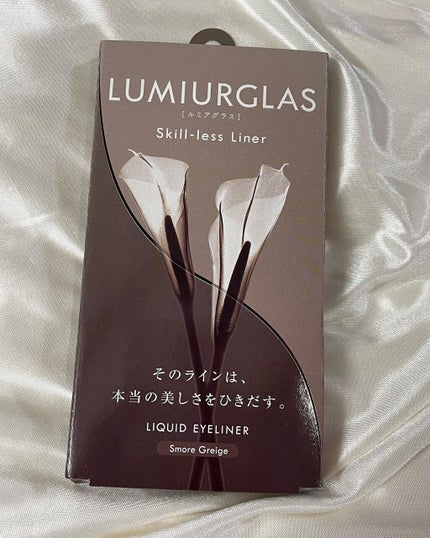 LUMIURGLAS
[ルミアグラス]
Skill-less Liner
そのラインは、
本当の美しさをひきだす。
LIQUID EYELINER
Smore Greige